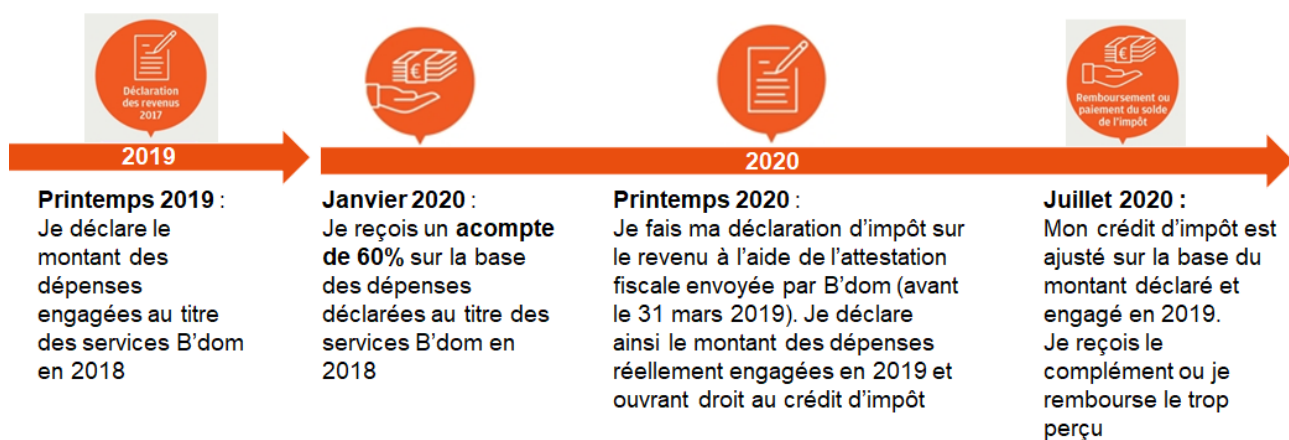 Déclaration
des revenus
2017
€
€
Remboursement ou
paiement du solde
de l'impôt
2019
2020
Printemps 2019 :
Je déclare le
montant des
dépenses
engagées au titre
des services B'dom
en 2018
Janvier 2020 :
Je reçois un acompte
de 60% sur la base
des dépenses
déclarées au titre des
services B'dom en
2018
Printemps 2020 :
Je fais ma déclaration d'impôt sur
le revenu à l'aide de l'attestation
fiscale envoyée par B'dom (avant
le 31 mars 2019). Je déclare
ainsi le montant des dépenses
réellement engagées en 2019 et
ouvrant droit au crédit d'impôt
Juillet 2020 :
Mon crédit d'impôt est
ajusté sur la base du
montant déclaré et
engagé en 2019.
Je reçois le
complément ou je
rembourse le trop
perçu